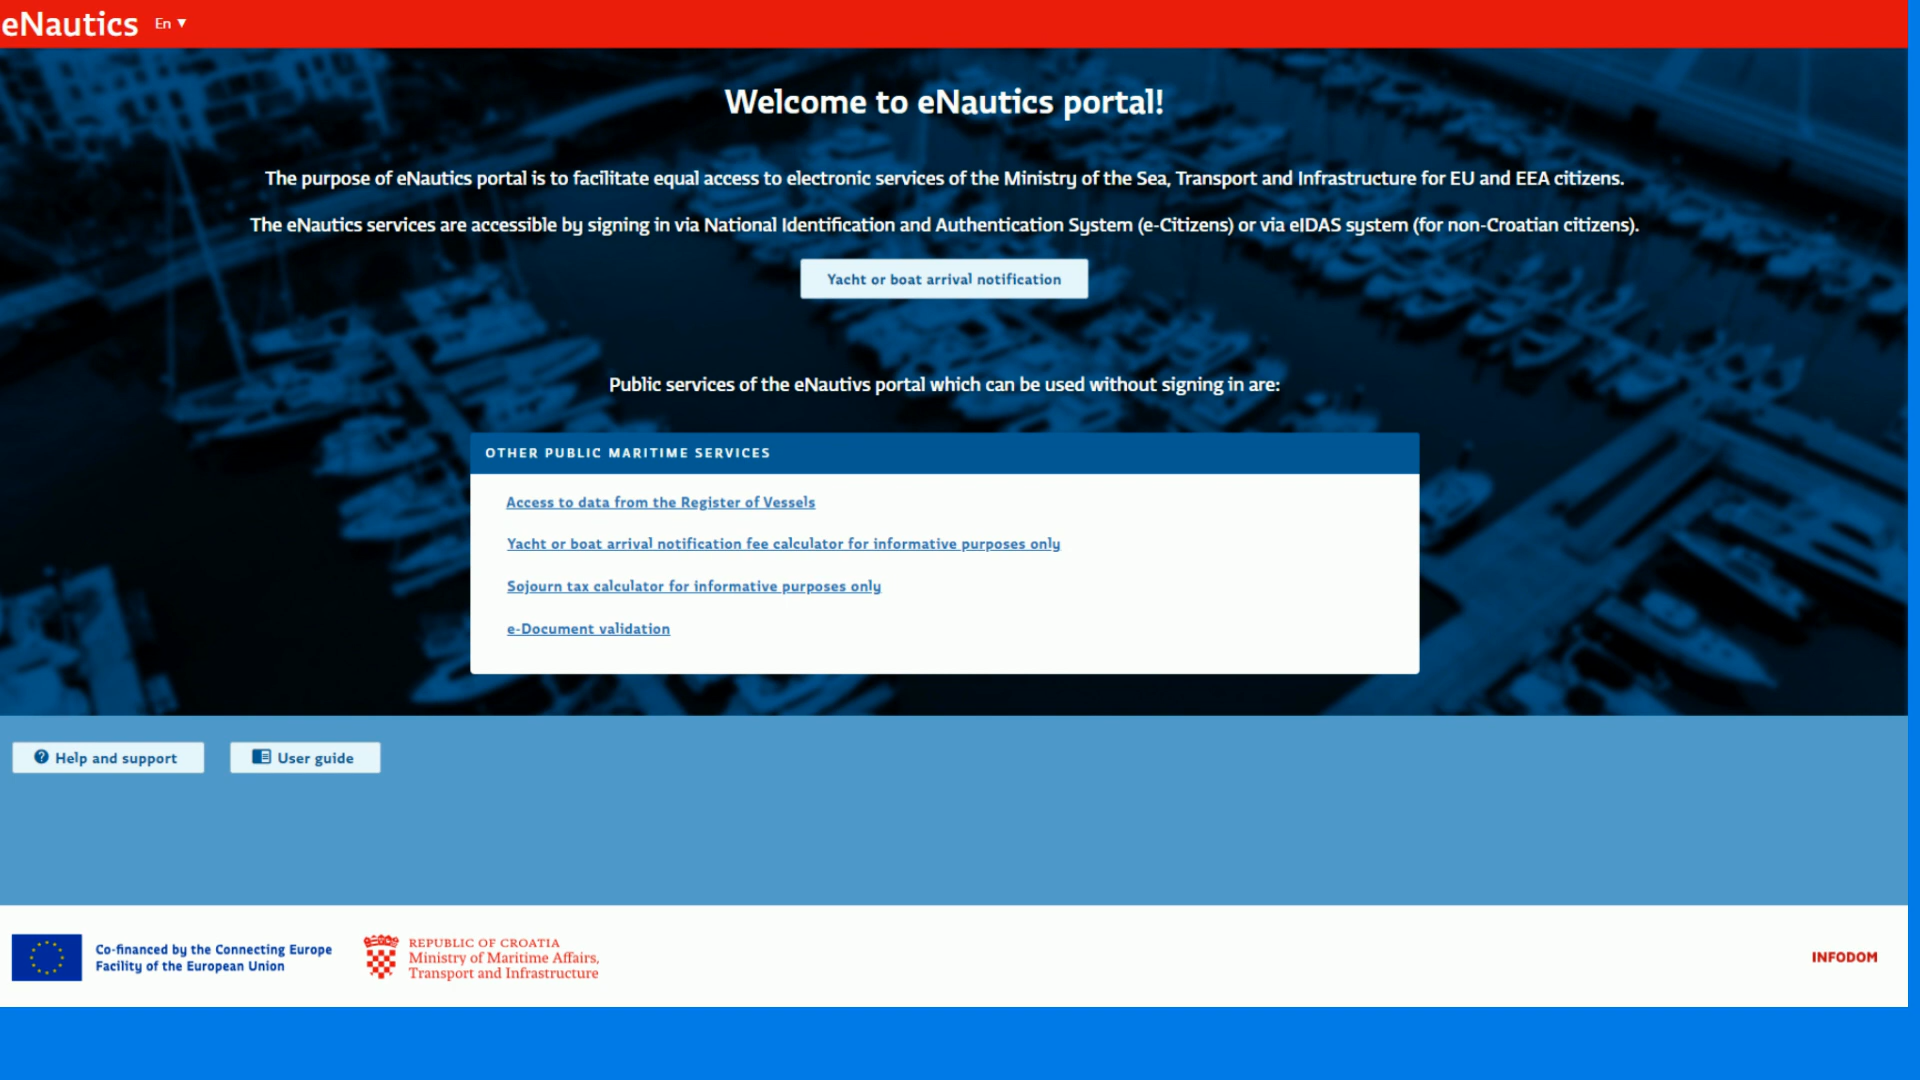 eNautics En ▼
Welcome to eNautics portal!
The purpose of eNautics portal is to facilitate equal access to electronic services of the Ministry of the Sea, Transport and Infrastructure for EU and EEA citizens.
The eNautics services are accessible by signing in via National Identification and Authentication System (e-Citizens) or via eIDAS system (for non-Croatian citizens).
Yacht or boat arrival notification
Public services of the eNautivs portal which can be used without signing in are:
OTHER PUBLIC MARITIME SERVICES
Access to data from the Register of Vessels
Yacht or boat arrival notification fee calculator for informative purposes only
Sojourn tax calculator for informative purposes only
e-Document validation
Help and support
User guide
Co-financed by the Connecting Europe
Facility of the European Union
REPUBLIC OF CROATIA
Ministry of Maritime Affairs,
Transport and Infrastructure
INFODOM